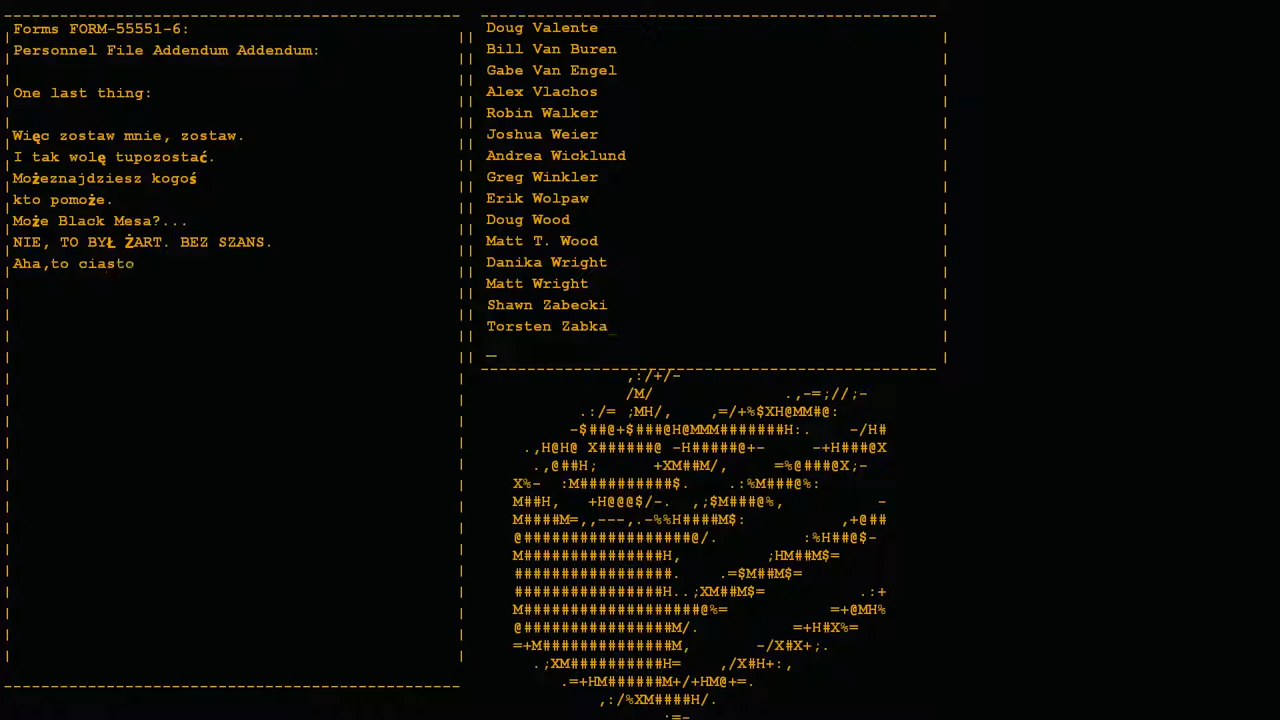 Forms FORM-55551-6:
Personnel File Addendum Addendum:
One last thing:
Więc zostaw mnie, zostaw.
I tak wolę tupozostać.
Możeznajdziesz kogoś
kto pomoże.
Może Black Mesa?...
NIE, TO BYŁ ŻART. BEZ SZANS.
Aha,to ciasto
Doug Valente
Bill Van Buren
Gabe Van Engel
Alex Vlachos
Robin Walker
Joshua Weier
Andrea Wicklund
Greg Winkler
Erik Wolpaw
Doug Wood
Matt T. Wood
Danika Wright
Matt Wright
Shawn Zabecki
Torsten Zabka_